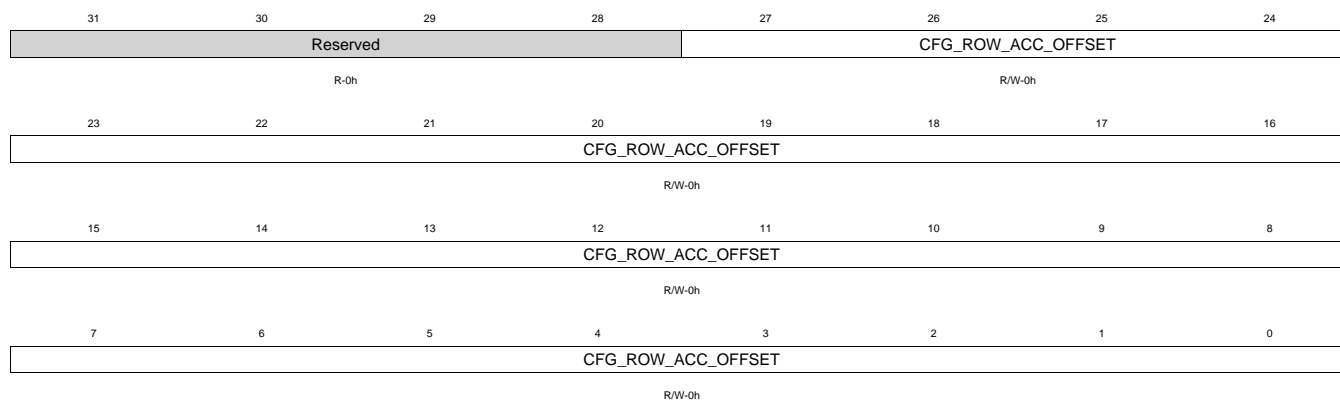 31 30 29 28 27 26 25 24
Reserved CFG_ROW_ACC_OFFSET
R-0h R/W-0h
23 22 21 20 19 18 17 16
CFG_ROW_ACC_OFFSET
R/W-0h
15 14 13 12 11 10 9 8
CFG_ROW_ACC_OFFSET
R/W-0h
7 6 5 4 3 2 1 0
CFG_ROW_ACC_OFFSET
R/W-0h